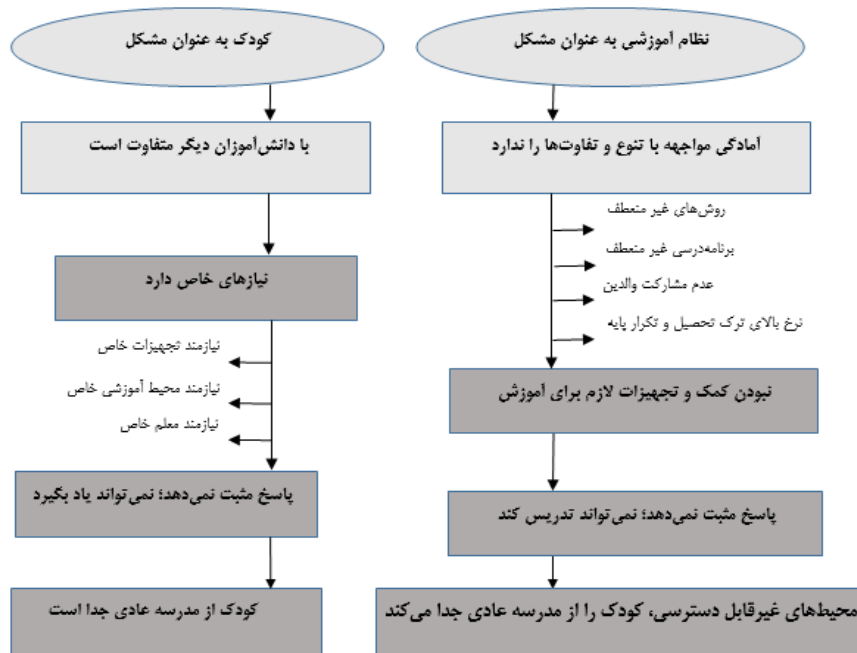 نظام آموزشی به عنوان مشکل
آمادگی مواجهه با تنوع و تفاوت‌ها را ندارد
روش‌های غیر منعطف
برنامه‌درسی غیر منعطف
عدم مشارکت والدین
نرخ بالای ترک تحصیل و تکرار پایه
نبودن کمک و تجهیزات لازم برای آموزش
پاسخ مثبت نمی‌دهد؛ نمی‌تواند تدریس کند
محیط‌های غیرقابل دسترسی، کودک را از مدرسه عادی جدا می‌کند
کودک به عنوان مشکل
با دانش‌آموزان دیگر متفاوت است
نیازهای خاص دارد
نیازمند تجهیزات خاص
نیازمند محیط آموزشی خاص
نیازمند معلم خاص
پاسخ مثبت نمی‌دهد؛ نمی‌تواند یاد بگیرد
کودک از مدرسه عادی جدا است